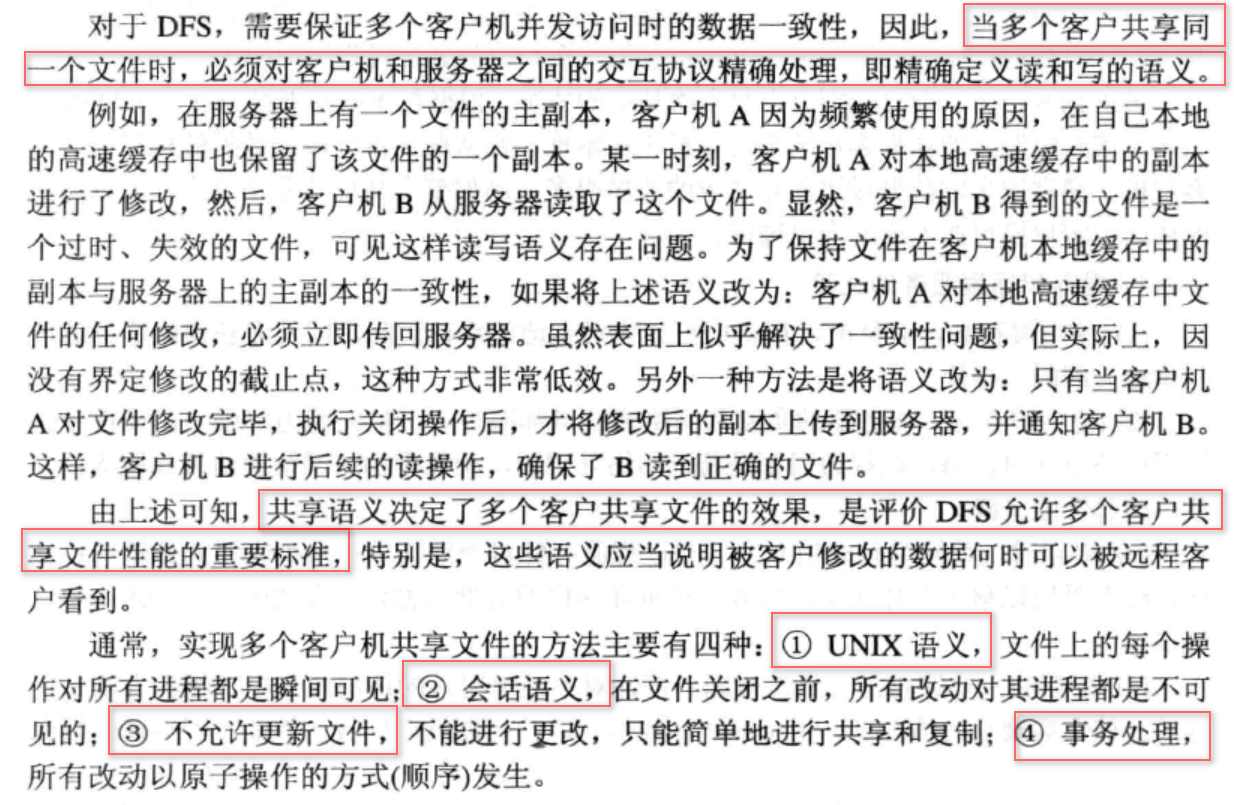 对于 DFS，需要保证多个客户机并发访问时的数据一致性，因此，当多个客户共享同
一个文件时，必须对客户机和服务器之间的交互协议精确处理，即精确定义读和写的语义。
例如，在服务器上有一个文件的主副本，客户机 A 因为频繁使用的原因，在自己本地
的高速缓存中也保留了该文件的一个副本。某一时刻，客户机 A 对本地高速缓存中的副本
进行了修改，然后，客户机 B 从服务器读取了这个文件。显然，客户机 B 得到的文件是一
个过时、失效的文件，可见这样读写语义存在问题。为了保持文件在客户机本地缓存中的
副本与服务器上的主副本的一致性，如果将上述语义改为：客户机 A 对本地高速缓存中文
件的任何修改，必须立即传回服务器。虽然表面上似乎解决了一致性问题，但实际上，因
没有界定修改的截止点，这种方式非常低效。另外一种方法是将语义改为：只有当客户机
A 对文件修改完毕，执行关闭操作后，才将修改后的副本上传到服务器，并通知客户机 B。
这样，客户机 B 进行后续的读操作，确保了 B 读到正确的文件。
由上述可知，共享语义决定了多个客户共享文件的效果，是评价 DFS 允许多个客户共
享文件性能的重要标准，特别是，这些语义应当说明被客户修改的数据何时可以被远程客
户看到。
通常，实现多个客户机共享文件的方法主要有四种：① UNIX 语义，文件上的每个操
作对所有进程都是瞬间可见；② 会话语义，在文件关闭之前，所有改动对其进程都是不可
见的；③ 不允许更新文件，不能进行更改，只能简单地进行共享和复制；④ 事务处理，
所有改动以原子操作的方式(顺序)发生。